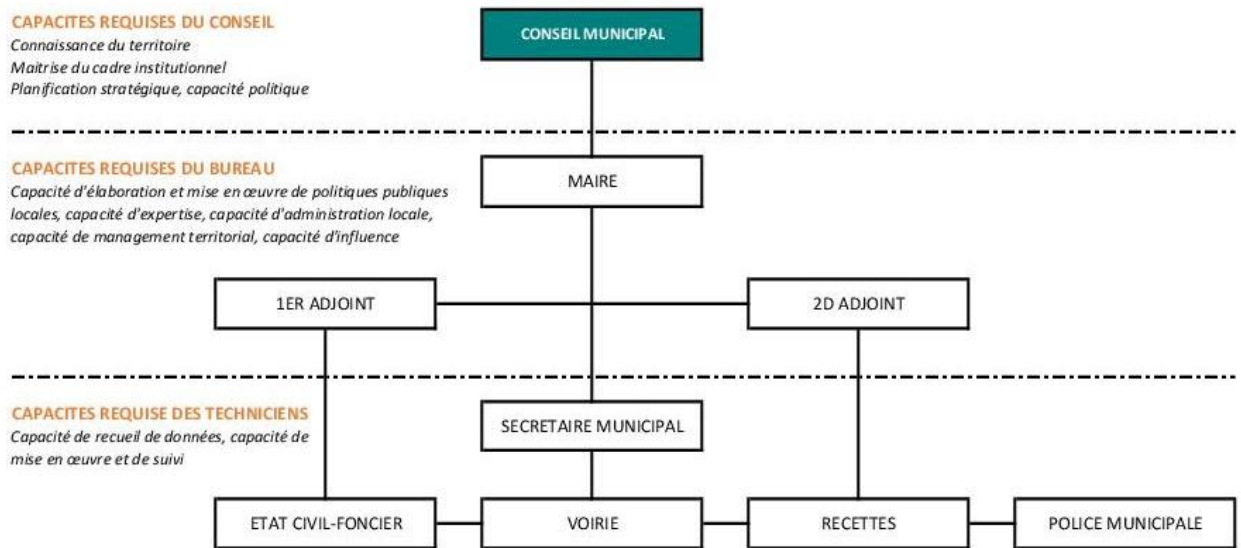 CAPACITES REQUISES DU CONSEIL
Connaissance du territoire
Maitrise du cadre institutionnel
Planification stratégique, capacité politique
CONSEIL MUNICIPAL
CAPACITES REQUISES DU BUREAU
Capacité d'élaboration et mise en œuvre de politiques publiques
locales, capacité d'expertise, capacité d'administration locale,
capacité de management territorial, capacité d'influence
MAIRE
1ER ADJOINT
2D ADJOINT
CAPACITES REQUISE DES TECHNICIENS
Capacité de recueil de données, capacité de
mise en œuvre et de suivi
SECRETAIRE MUNICIPAL
ETAT CIVIL-FONCIER
VOIRIE
RECETTES
POLICE MUNICIPALE